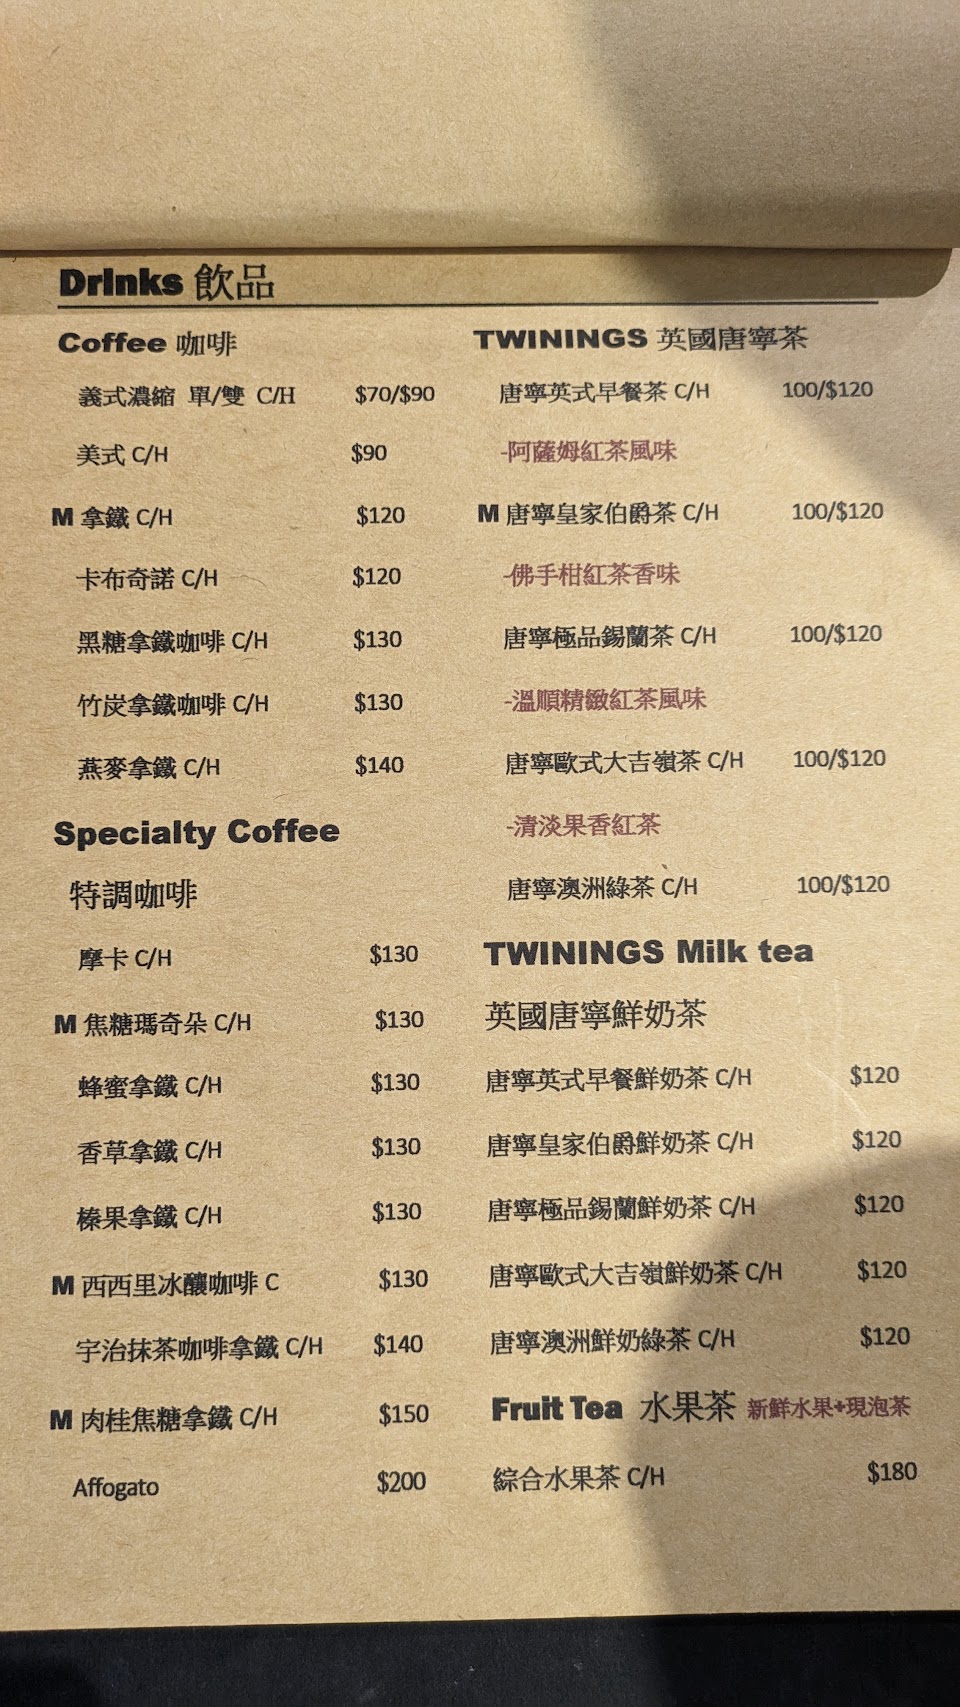 DrInks 飲品
Coffee 咖啡
義式濃縮 單/雙 C/H $70/$90
美式 C/H $90
M 拿鐵 C/H $120
卡布奇諾 C/H $120
黑糖拿鐵咖啡 C/H $130
竹炭拿鐵咖啡 C/H $130
燕麥拿鐵 C/H $140
Specialty Coffee
特調咖啡
摩卡 C/H $130
M 焦糖瑪奇朵 C/H $130
蜂蜜拿鐵 C/H $130
香草拿鐵 C/H $130
榛果拿鐵 C/H $130
M 西西里冰釀咖啡 C $130
宇治抹茶咖啡拿鐵 C/H $140
M 肉桂焦糖拿鐵 C/H $150
Affogato $200
TWININGS 英國唐寧茶
唐寧英式早餐茶 C/H 100/$120
-阿薩姆紅茶風味
M 唐寧皇家伯爵茶 C/H 100/$120
-佛手柑紅茶香味
唐寧極品錫蘭茶 C/H 100/$120
-溫順精緻紅茶風味
唐寧歐式大吉嶺茶 C/H 100/$120
-清淡果香紅茶
唐寧澳洲綠茶 C/H 100/$120
TWININGS Milk tea
英國唐寧鮮奶茶
唐寧英式早餐鮮奶茶 C/H $120
唐寧皇家伯爵鮮奶茶 C/H $120
唐寧極品錫蘭鮮奶茶 C/H $120
唐寧歐式大吉嶺鮮奶茶 C/H $120
唐寧澳洲鮮奶綠茶 C/H $120
Fruit Tea 水果茶 新鮮水果+現泡茶
綜合水果茶 C/H $180